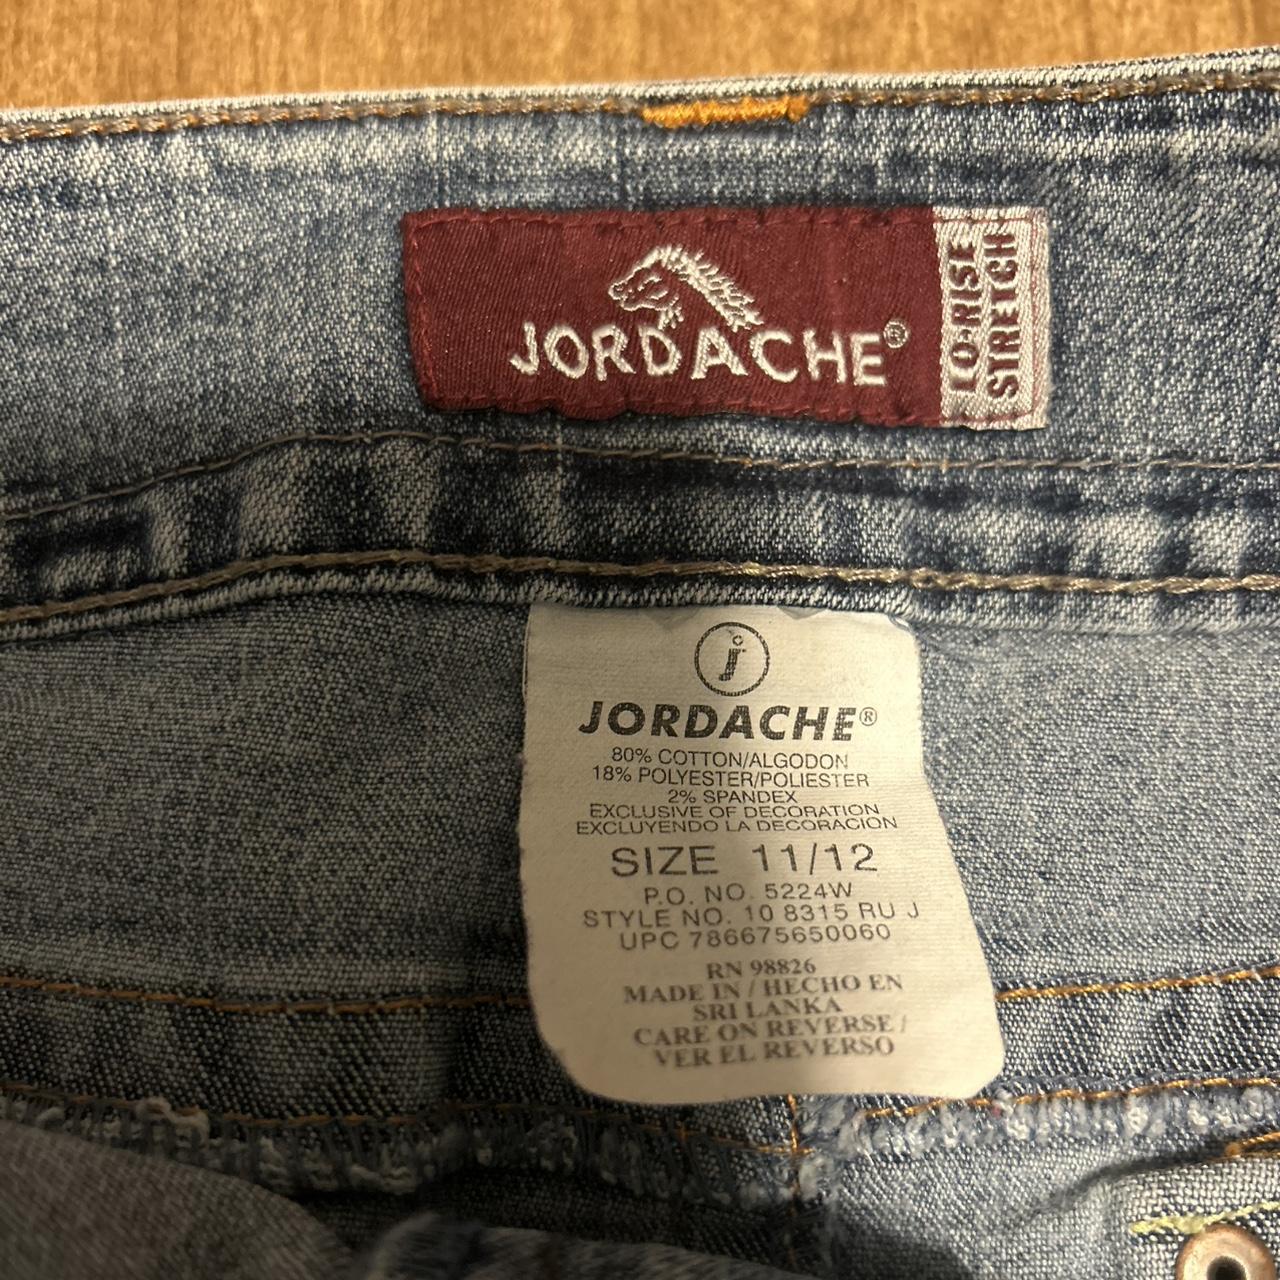 JORDACHE®
LO-RISE
STRETCH
j
JORDACHE®
80% COTTON/ALGODON
18% POLYESTER/POLIESTER
2% SPANDEX
EXCLUSIVE OF DECORATION
EXCLUYENDO LA DECORACION
SIZE 11/12
P.O. NO. 5224W
STYLE NO. 10 8315 RU J
UPC 786675650060
RN 98826
MADE IN / HECHO EN
SRI LANKA
CARE ON REVERSE /
VER EL REVERSO